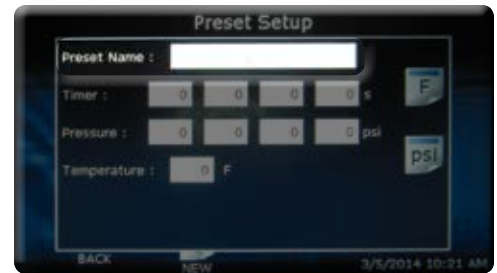 Preset Setup
Preset Name :
Timer : 0 0 0 0 s F
Pressure : 0 0 0 0 psi
psi
Temperature : 0 F
BACK NEW 3/5/2014 10:21 AM